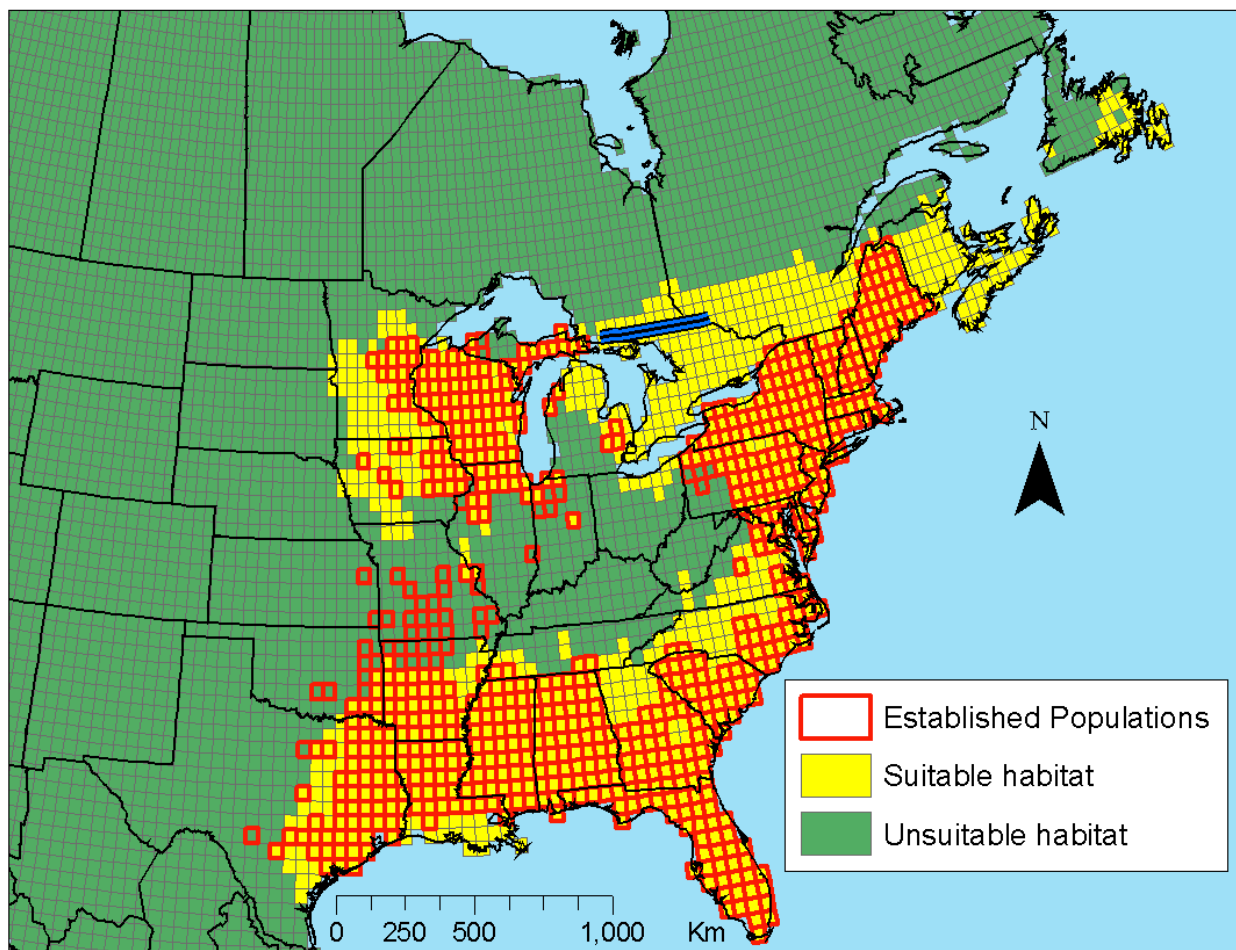 N
Established Populations
Suitable habitat
Unsuitable habitat
0 250 500 1,000 Km